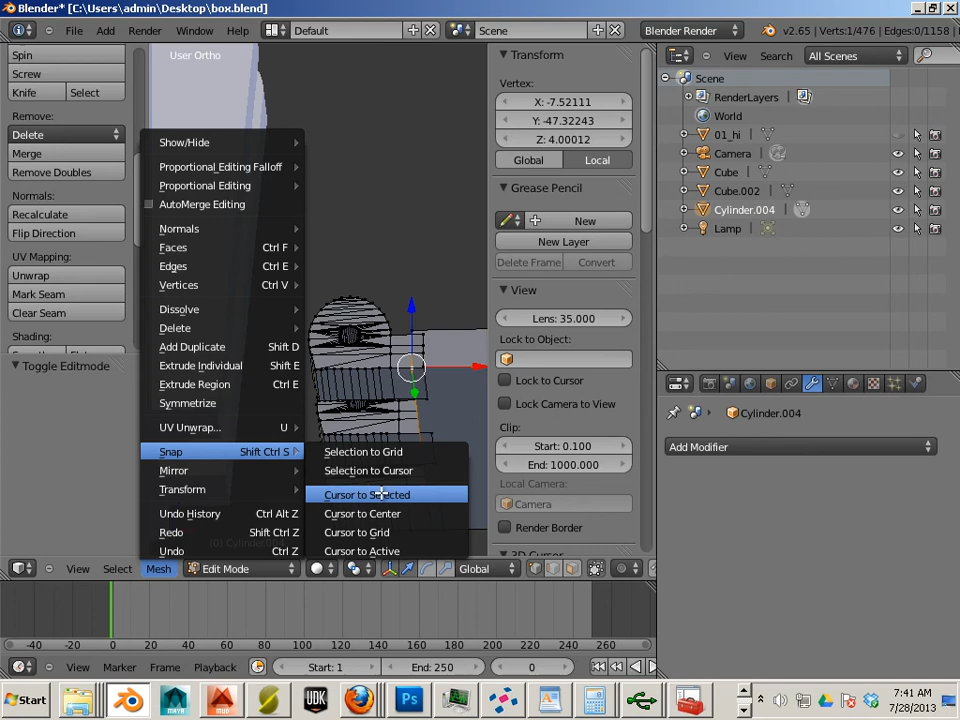 Blender* [C:\Users\admin\Desktop\box.blend]
File Add Render Window Help Default Scene Blender Render v2.65 | Verts:1/476 | Edges:0/1158 |
Spin
Screw
Knife Select
Remove:
Delete
Merge
Remove Doubles
Normals:
Recalculate
Flip Direction
UV Mapping:
Unwrap
Mark Seam
Clear Seam
Shading:
Toggle Editmode
User Ortho
Show/Hide
Proportional Editing Falloff
Proportional Editing
AutoMerge Editing
Normals
Faces Ctrl F
Edges Ctrl E
Vertices Ctrl V
Dissolve
Delete
Add Duplicate Shift D
Extrude Individual Shift E
Extrude Region Ctrl E
Symmetrize
UV Unwrap... U
Snap Shift Ctrl S
Mirror
Transform
Undo History Ctrl Alt Z
Redo Shift Ctrl Z
Undo Ctrl Z
Selection to Grid
Selection to Cursor
Cursor to Selected
Cursor to Center
Cursor to Grid
Cursor to Active
Transform
Vertex:
X: -7.52111
Y: -47.32243
Z: 4.00012
Global Local
Grease Pencil
New
New Layer
Delete Frame Convert
View
Lens: 35.000
Lock to Object:
Lock to Cursor
Lock Camera to View
Clip:
Start: 0.100
End: 1000.000
Local Camera:
Camera
Render Border
3D Cursor
View Search All Scenes
Scene
RenderLayers
World
01_hi
Camera
Cube
Cube.002
Cylinder.004
Lamp
Cylinder.004
Add Modifier
View Select Mesh Edit Mode Global
-40 -20 0 20 40 60 80 100 120 140 160 180 200 220 240 260
View Marker Frame Playback Start: 1 End: 250 0
Start MAYA MUD UDK Ps 7:41 AM
7/28/2013